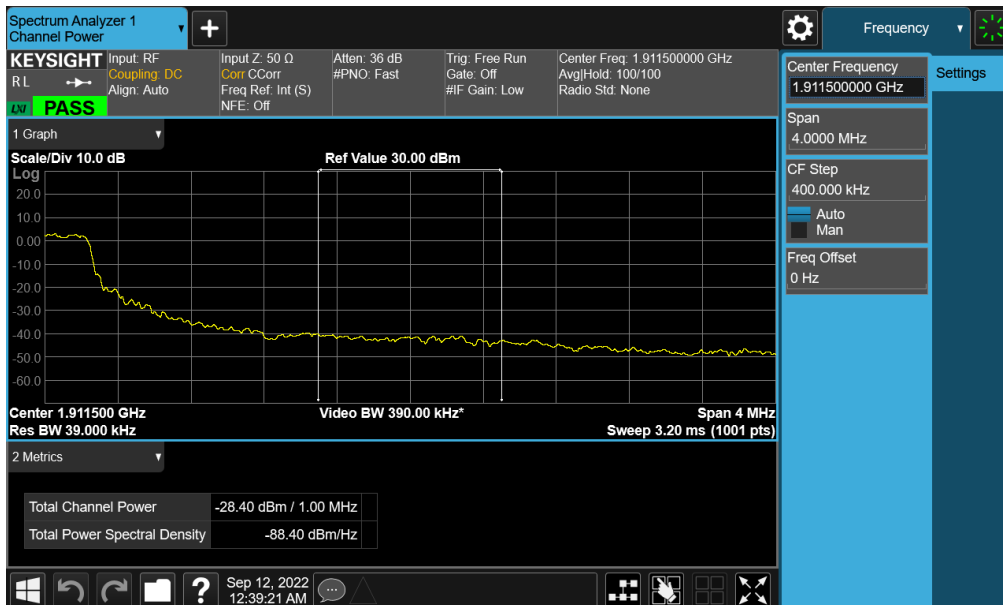 Spectrum Analyzer 1
Channel Power
+
Frequency
KEYSIGHT
R L
LXI
PASS
Input: RF
Coupling: DC
Align: Auto
Input Z: 50 Ω
Corr CCorr
Freq Ref: Int (S)
NFE: Off
Atten: 36 dB
#PNO: Fast
Trig: Free Run
Gate: Off
#IF Gain: Low
Center Freq: 1.911500000 GHz
Avg|Hold: 100/100
Radio Std: None
Center Frequency
1.911500000 GHz
Settings
Span
4.0000 MHz
CF Step
400.000 kHz
Auto
Man
Freq Offset
0 Hz
1 Graph
Scale/Div 10.0 dB
Ref Value 30.00 dBm
Log
20.0
10.0
0.00
-10.0
-20.0
-30.0
-40.0
-50.0
-60.0
Center 1.911500 GHz
Video BW 390.00 kHz*
Span 4 MHz
Res BW 39.000 kHz
Sweep 3.20 ms (1001 pts)
2 Metrics
Total Channel Power -28.40 dBm / 1.00 MHz
Total Power Spectral Density -88.40 dBm/Hz
?
Sep 12, 2022
12:39:21 AM